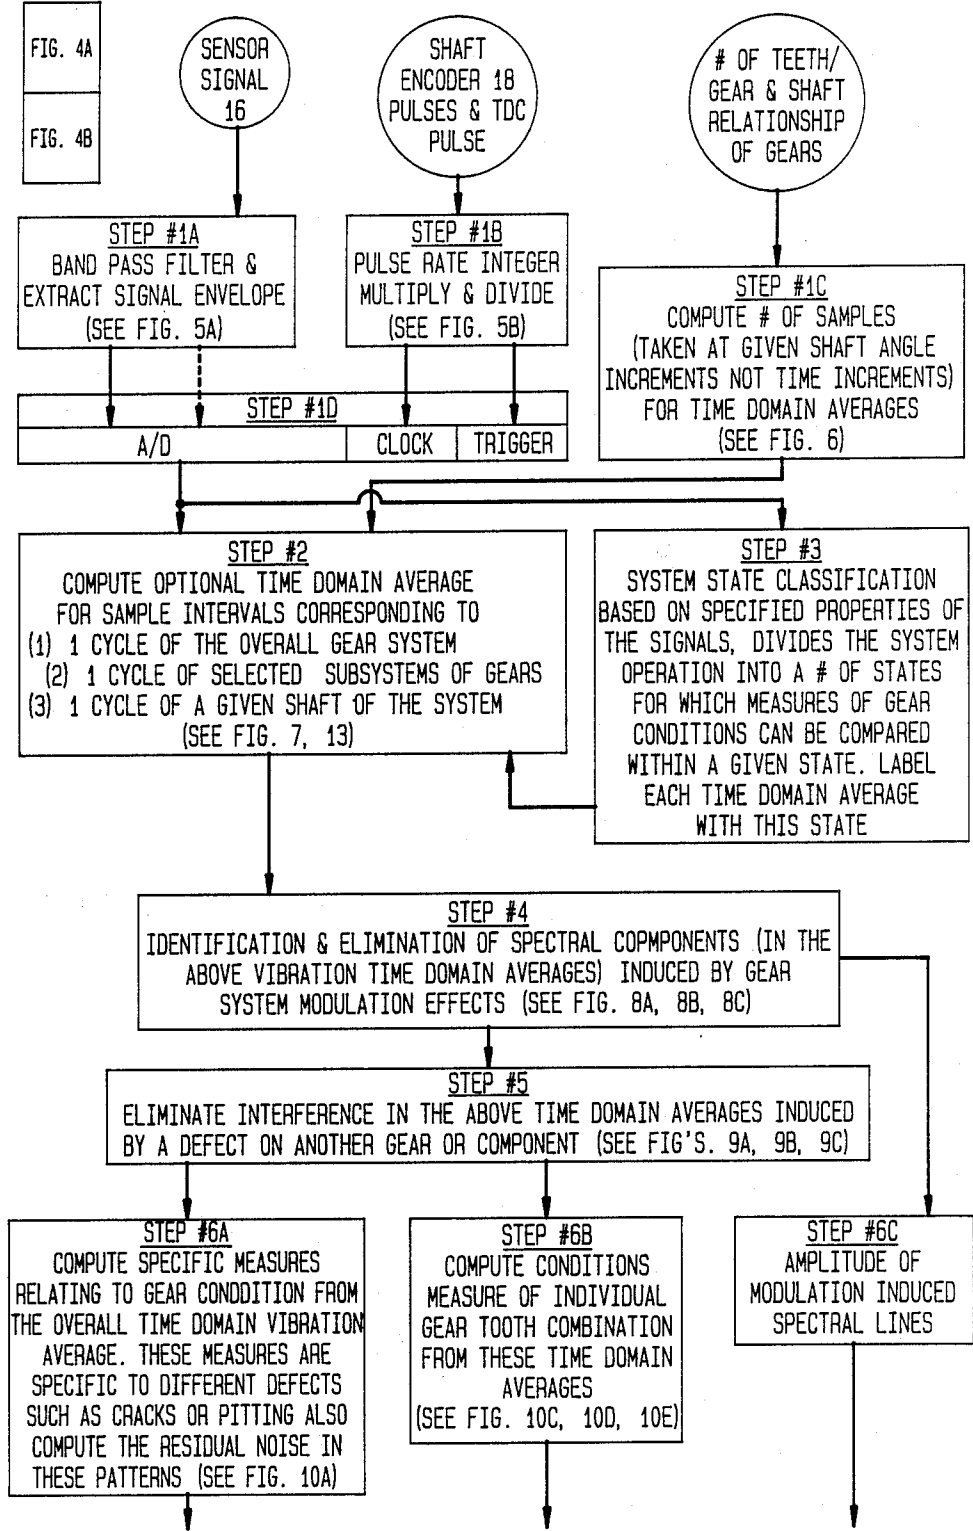 FIG. 4A
FIG. 4B
SENSOR
SIGNAL
16
SHAFT
ENCODER 18
PULSES & TDC
PULSE
# OF TEETH/
GEAR & SHAFT
RELATIONSHIP
OF GEARS
STEP #1A
BAND PASS FILTER &
EXTRACT SIGNAL ENVELOPE
(SEE FIG. 5A)
STEP #1B
PULSE RATE INTEGER
MULTIPLY & DIVIDE
(SEE FIG. 5B)
STEP #1C
COMPUTE # OF SAMPLES
(TAKEN AT GIVEN SHAFT ANGLE
INCREMENTS NOT TIME INCREMENTS)
FOR TIME DOMAIN AVERAGES
(SEE FIG. 6)
STEP #1D
A/D
CLOCK
TRIGGER
STEP #2
COMPUTE OPTIONAL TIME DOMAIN AVERAGE
FOR SAMPLE INTERVALS CORRESPONDING TO
(1) 1 CYCLE OF THE OVERALL GEAR SYSTEM
(2) 1 CYCLE OF SELECTED SUBSYSTEMS OF GEARS
(3) 1 CYCLE OF A GIVEN SHAFT OF THE SYSTEM
(SEE FIG. 7, 13)
STEP #3
SYSTEM STATE CLASSIFICATION
BASED ON SPECIFIED PROPERTIES OF
THE SIGNALS, DIVIDES THE SYSTEM
OPERATION INTO A # OF STATES
FOR WHICH MEASURES OF GEAR
CONDITIONS CAN BE COMPARED
WITHIN A GIVEN STATE. LABEL
EACH TIME DOMAIN AVERAGE
WITH THIS STATE
STEP #4
IDENTIFICATION & ELIMINATION OF SPECTRAL COPMPONENTS (IN THE
ABOVE VIBRATION TIME DOMAIN AVERAGES) INDUCED BY GEAR
SYSTEM MODULATION EFFECTS (SEE FIG. 8A, 8B, 8C)
STEP #5
ELIMINATE INTERFERENCE IN THE ABOVE TIME DOMAIN AVERAGES INDUCED
BY A DEFECT ON ANOTHER GEAR OR COMPONENT (SEE FIG'S. 9A, 9B, 9C)
STEP #6A
COMPUTE SPECIFIC MEASURES
RELATING TO GEAR CONDDITION FROM
THE OVERALL TIME DOMAIN VIBRATION
AVERAGE. THESE MEASURES ARE
SPECIFIC TO DIFFERENT DEFECTS
SUCH AS CRACKS OR PITTING ALSO
COMPUTE THE RESIDUAL NOISE IN
THESE PATTERNS (SEE FIG. 10A)
STEP #6B
COMPUTE CONDITIONS
MEASURE OF INDIVIDUAL
GEAR TOOTH COMBINATION
FROM THESE TIME DOMAIN
AVERAGES
(SEE FIG. 10C, 10D, 10E)
STEP #6C
AMPLITUDE OF
MODULATION INDUCED
SPECTRAL LINES